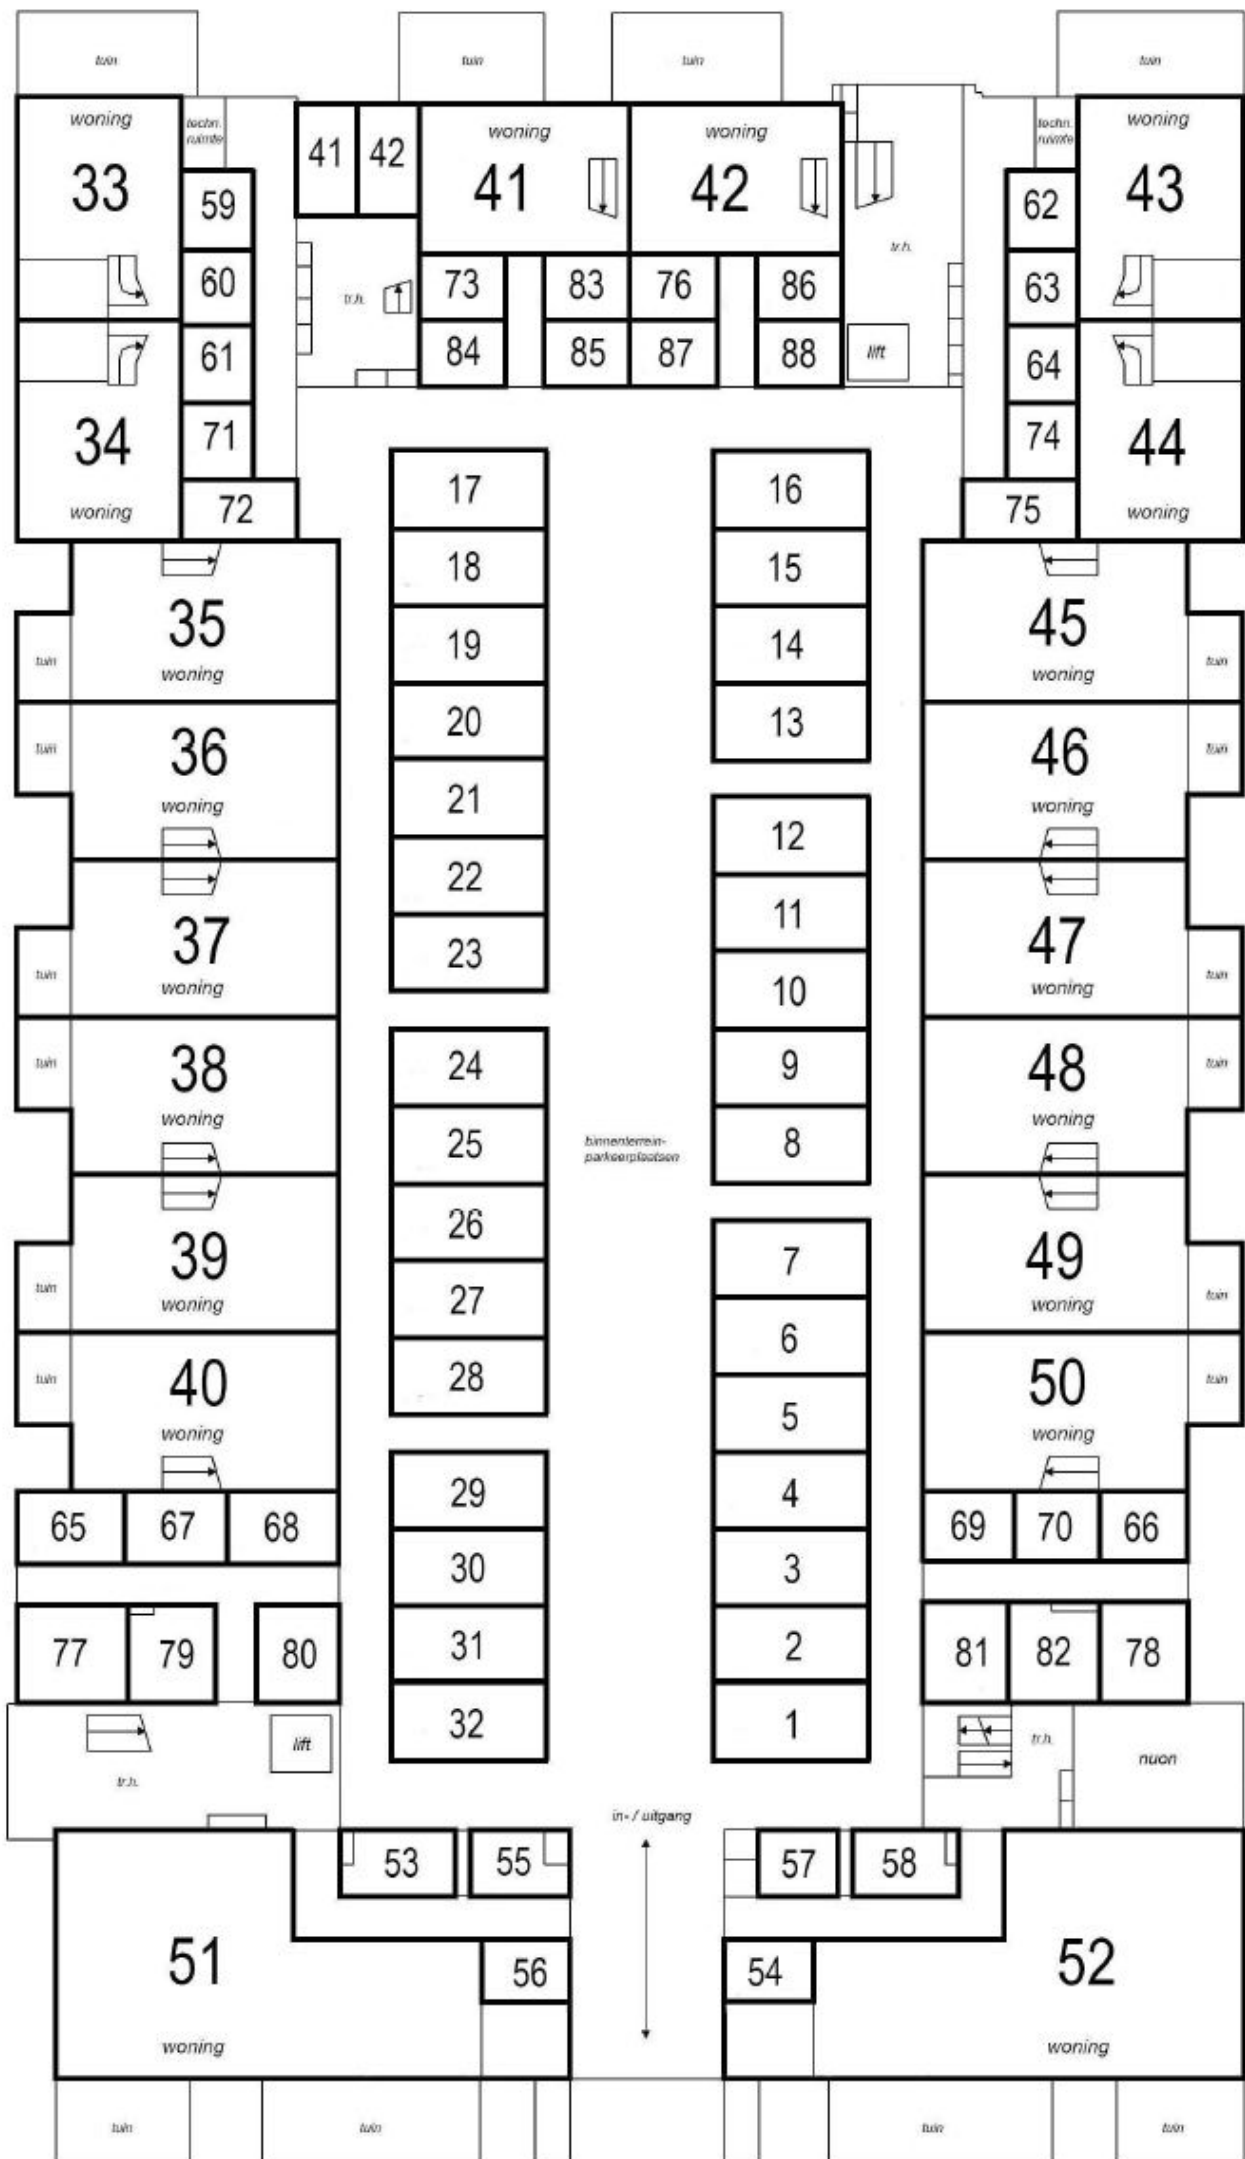 tuin
tuin
tuin
tuin
woning
33
techn.
ruimte
41
42
woning
41
woning
42
techn.
ruimte
woning
43
59
60
61
71
72
tr.h.
73
83
76
86
84
85
87
88
tr.h.
lift
62
63
64
74
75
34
woning
44
woning
17
18
19
20
21
22
23
24
25
26
27
28
29
30
31
32
16
15
14
13
12
11
10
9
8
7
6
5
4
3
2
1
binnenterrein-
parkeerplaatsen
35
woning
tuin
36
woning
tuin
37
woning
tuin
38
woning
tuin
39
woning
tuin
40
woning
tuin
45
woning
tuin
46
woning
tuin
47
woning
tuin
48
woning
tuin
49
woning
tuin
50
woning
tuin
65
67
68
69
70
66
77
79
80
81
82
78
tr.h.
lift
tr.h.
nuon
in- / uitgang
53
55
57
58
51
woning
56
54
52
woning
tuin
tuin
tuin
tuin